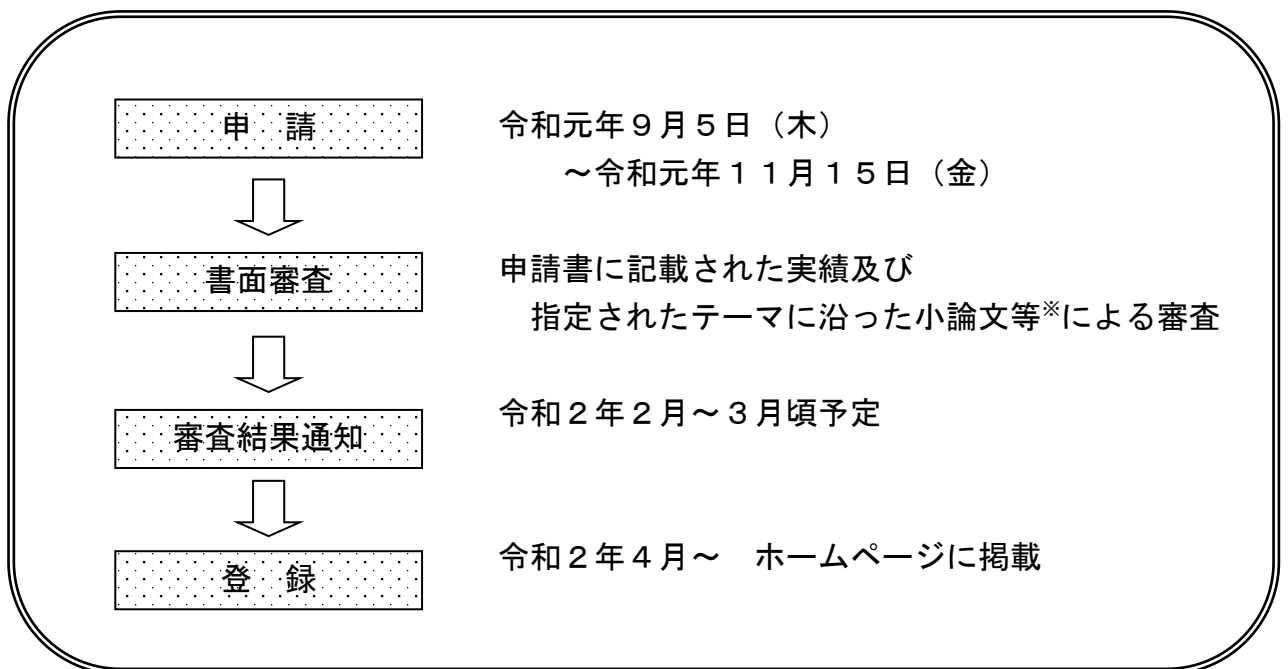 申　請
令和元年９月５日（木）
～令和元年１１月１５日（金）
書面審査
申請書に記載された実績及び
指定されたテーマに沿った小論文等※による審査
審査結果通知
令和２年２月～３月頃予定
登　録
令和２年４月～　ホームページに掲載